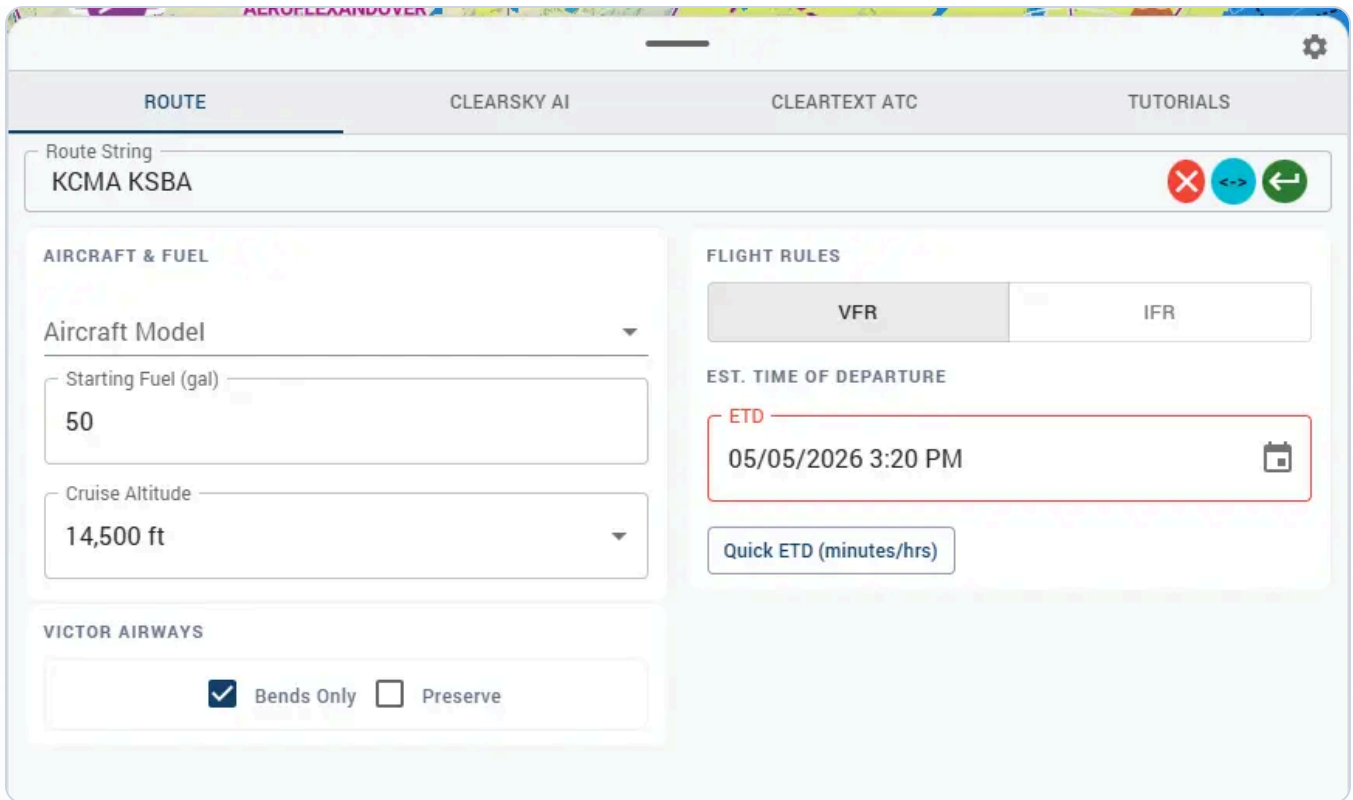 AEROFLEXANDOVER
ROUTE CLEARSKY AI CLEARTEXT ATC TUTORIALS
Route String
KCMA KSBA
<->
AIRCRAFT & FUEL
Aircraft Model
Starting Fuel (gal)
50
Cruise Altitude
14,500 ft
VICTOR AIRWAYS
Bends Only Preserve
FLIGHT RULES
VFR IFR
EST. TIME OF DEPARTURE
ETD
05/05/2026 3:20 PM
Quick ETD (minutes/hrs)